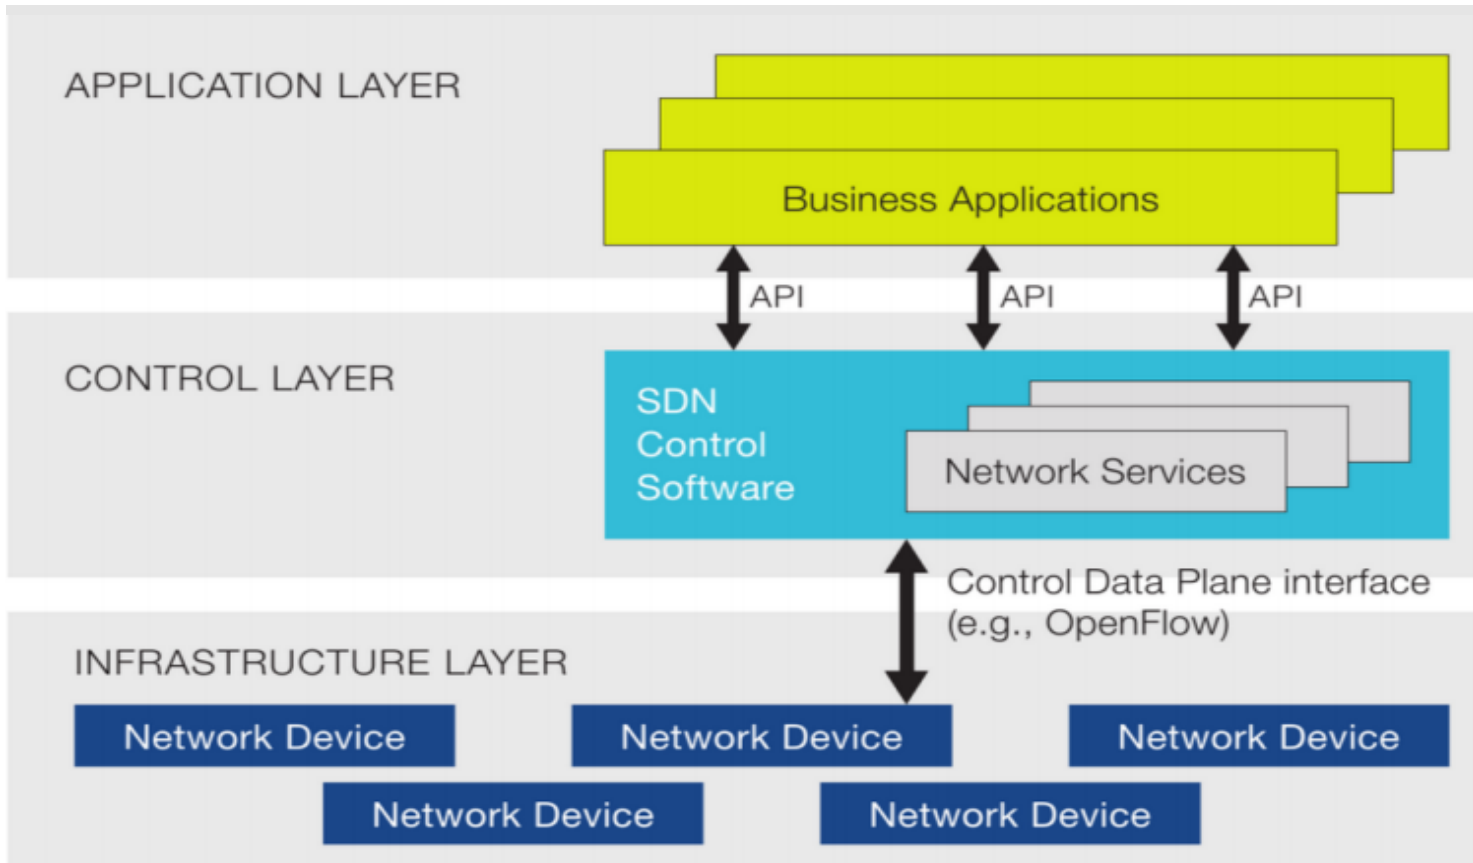 APPLICATION LAYER
Business Applications
API
API
API
CONTROL LAYER
SDN
Control
Software
Network Services
Control Data Plane interface
(e.g., OpenFlow)
INFRASTRUCTURE LAYER
Network Device
Network Device
Network Device
Network Device
Network Device